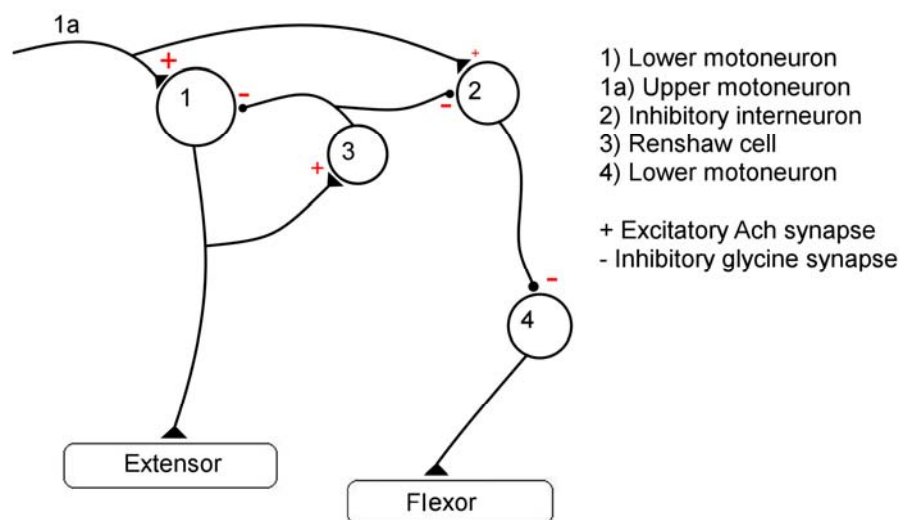 1a
+
+
1
-
-
2
3
+
-
4
Extensor
Flexor
1) Lower motoneuron
1a) Upper motoneuron
2) Inhibitory interneuron
3) Renshaw cell
4) Lower motoneuron
+ Excitatory Ach synapse
- Inhibitory glycine synapse